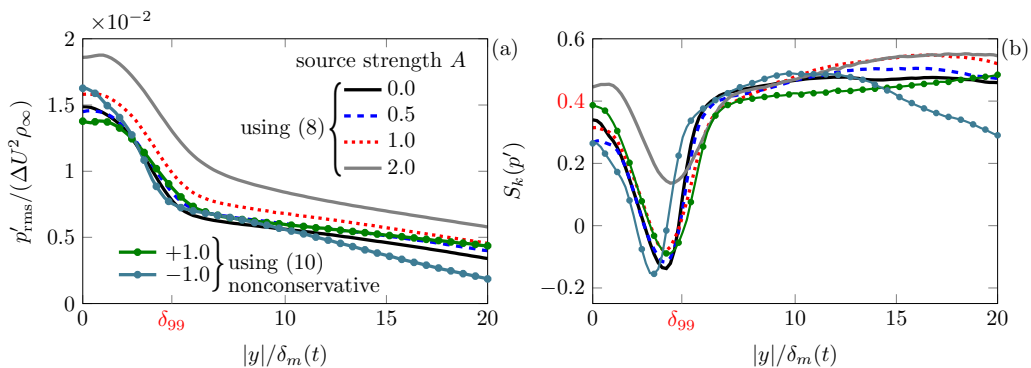 ×10⁻²
2
1.5
1
0.5
0
p′rms/(ΔU²ρ∞)
(a)
source strength A
using (8)
0.0
0.5
1.0
2.0
+1.0
−1.0
using (10)
nonconservative
0
δ99
10
15
20
|y|/δm(t)
0.6
0.4
0.2
0
−0.2
Sk(p′)
(b)
0
δ99
10
15
20
|y|/δm(t)